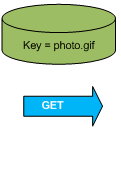 Key = photo.gif
GET